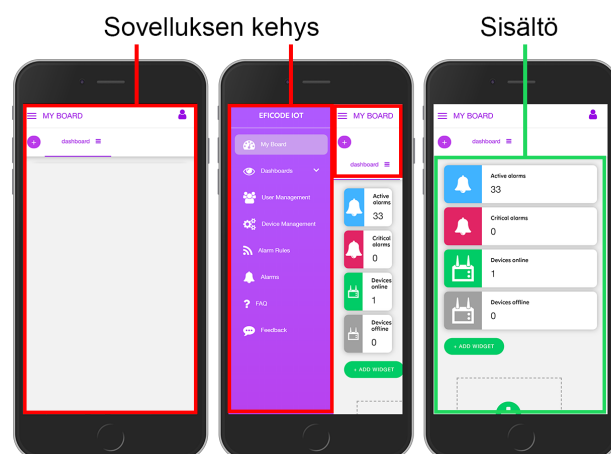 Sovelluksen kehys
Sisältö
MY BOARD
+
dashboard
EFICODE IOT
My Board
Dashboards
User Management
Device Management
Alarm Rules
Alarms
? FAQ
Feedback
MY BOARD
+
dashboard
Active
alarms
33
Critical
alarms
0
Devices
online
1
Devices
offline
0
+ ADD WIDGET
MY BOARD
+
dashboard
Active alarms
33
Critical alarms
0
Devices online
1
Devices offline
0
+ ADD WIDGET